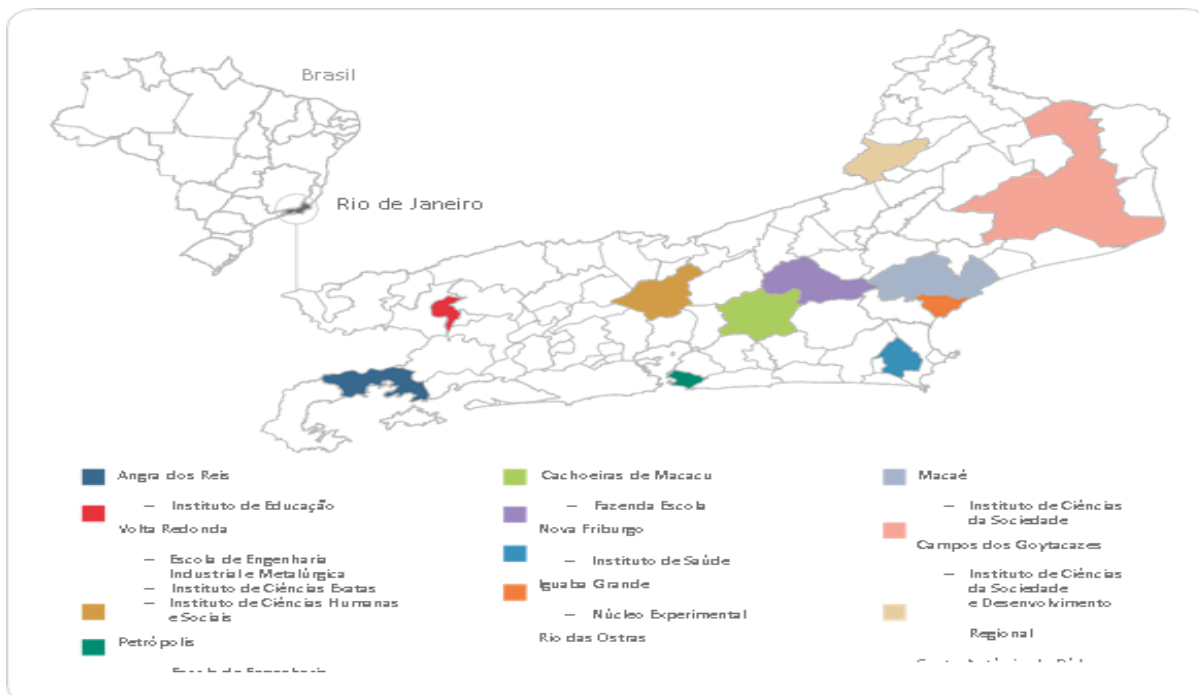 Brasil
Rio de Janeiro
Angra dos Reis
– Instituto de Educação
Volta Redonda
– Escola de Engenharia
Industrial e Metalúrgica
– Instituto de Ciências Exatas
– Instituto de Ciências Humanas
e Sociais
Petrópolis
Cachoeiras de Macacu
– Fazenda Escola
Nova Friburgo
– Instituto de Saúde
Iguaba Grande
– Núcleo Experimental
Rio das Ostras
Macaé
– Instituto de Ciências
da Sociedade
Campos dos Goytacazes
– Instituto de Ciências
da Sociedade
e Desenvolvimento
Regional